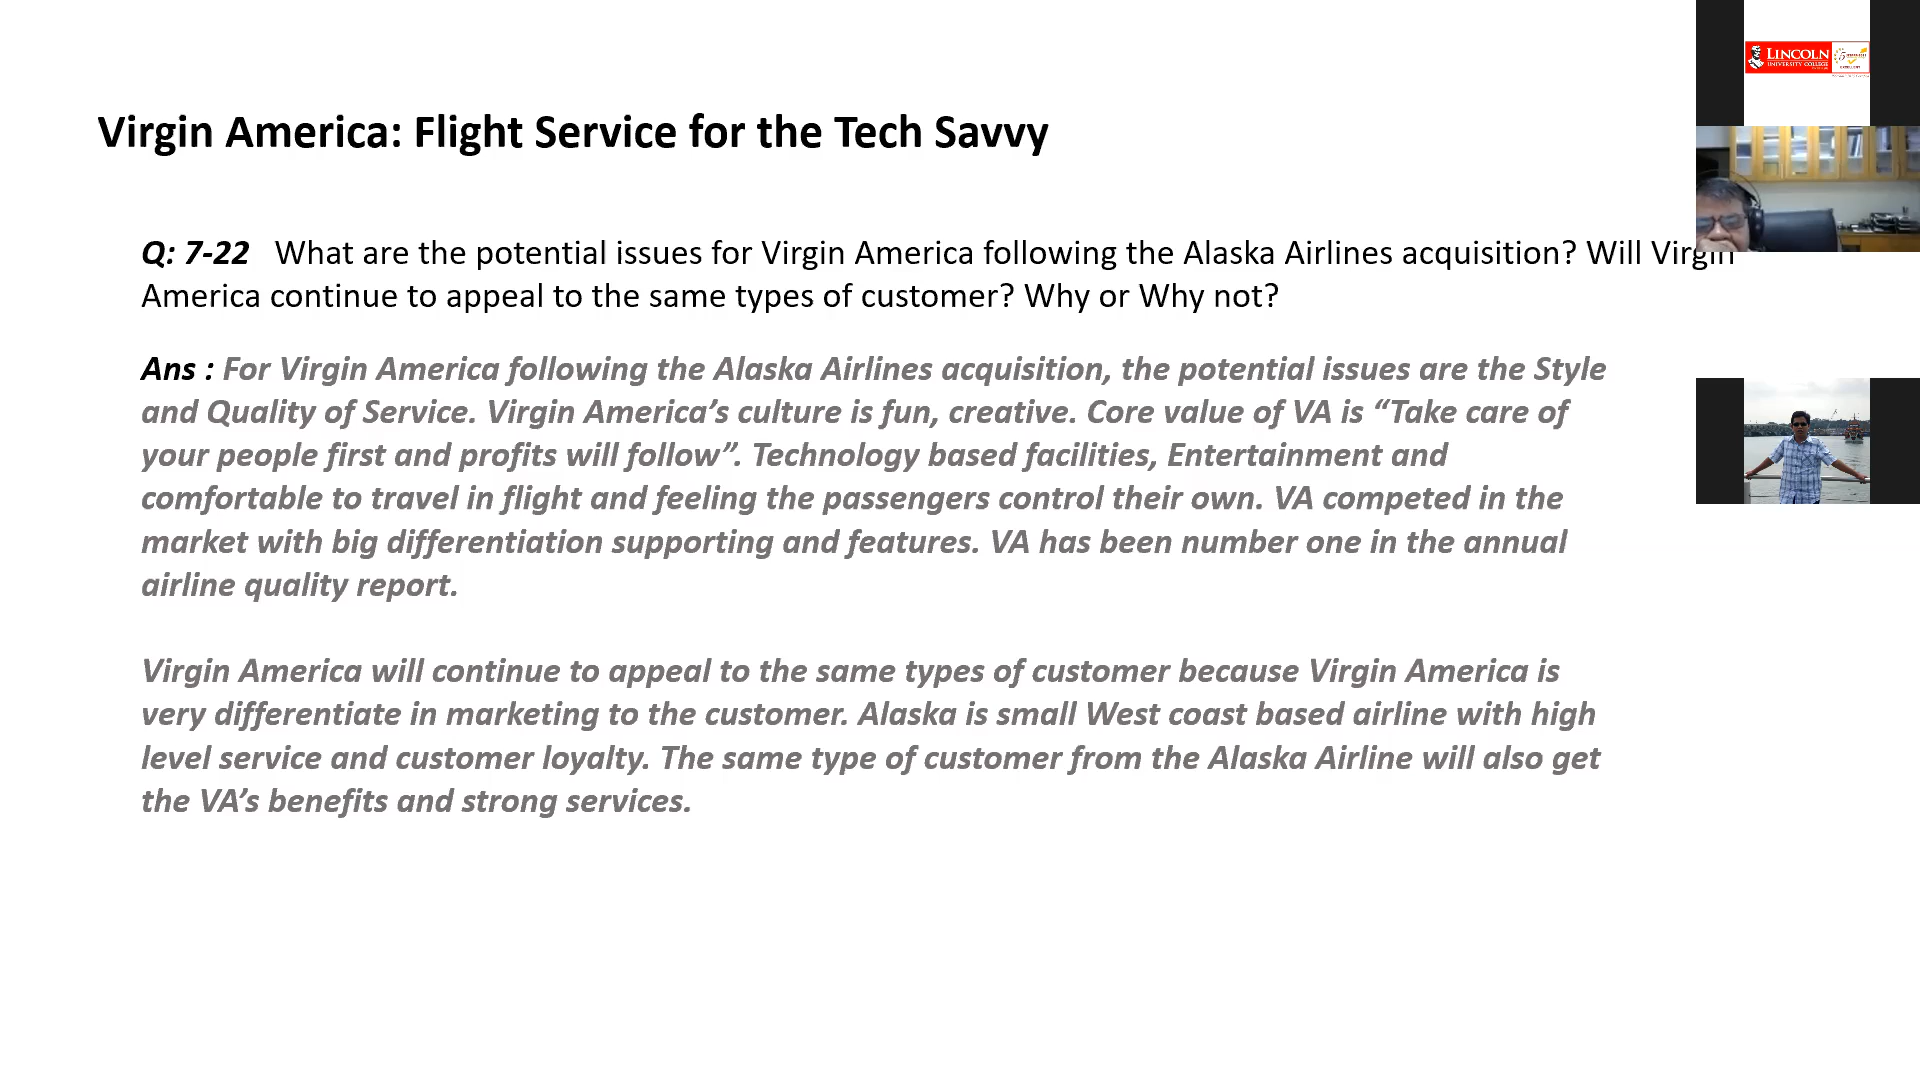 Virgin America: Flight Service for the Tech Savvy
Q: 7-22 What are the potential issues for Virgin America following the Alaska Airlines acquisition? Will Virgin
America continue to appeal to the same types of customer? Why or Why not?
Ans : For Virgin America following the Alaska Airlines acquisition, the potential issues are the Style
and Quality of Service. Virgin America’s culture is fun, creative. Core value of VA is “Take care of
your people first and profits will follow”. Technology based facilities, Entertainment and
comfortable to travel in flight and feeling the passengers control their own. VA competed in the
market with big differentiation supporting and features. VA has been number one in the annual
airline quality report.
Virgin America will continue to appeal to the same types of customer because Virgin America is
very differentiate in marketing to the customer. Alaska is small West coast based airline with high
level service and customer loyalty. The same type of customer from the Alaska Airline will also get
the VA’s benefits and strong services.
LINCOLN
UNIVERSITY COLLEGE